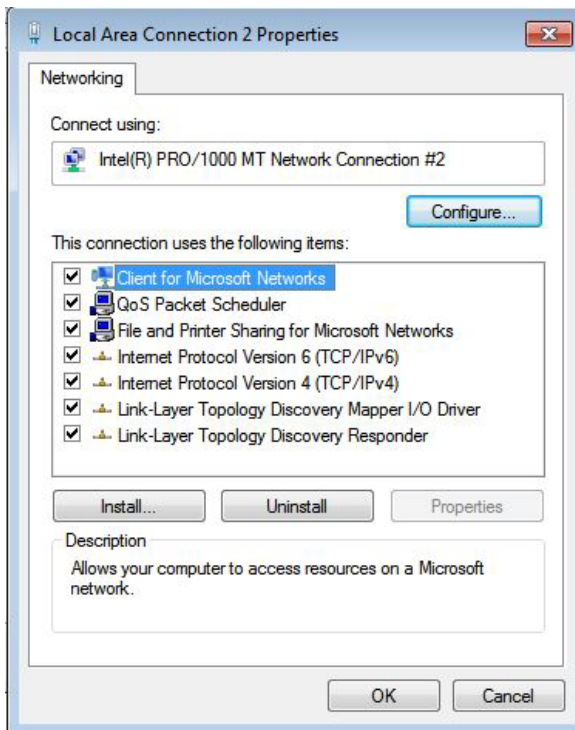 Local Area Connection 2 Properties
Networking
Connect using:
Intel(R) PRO/1000 MT Network Connection #2
Configure...
This connection uses the following items:
Client for Microsoft Networks
QoS Packet Scheduler
File and Printer Sharing for Microsoft Networks
Internet Protocol Version 6 (TCP/IPv6)
Internet Protocol Version 4 (TCP/IPv4)
Link-Layer Topology Discovery Mapper I/O Driver
Link-Layer Topology Discovery Responder
Install... Uninstall Properties
Description
Allows your computer to access resources on a Microsoft
network.
OK Cancel